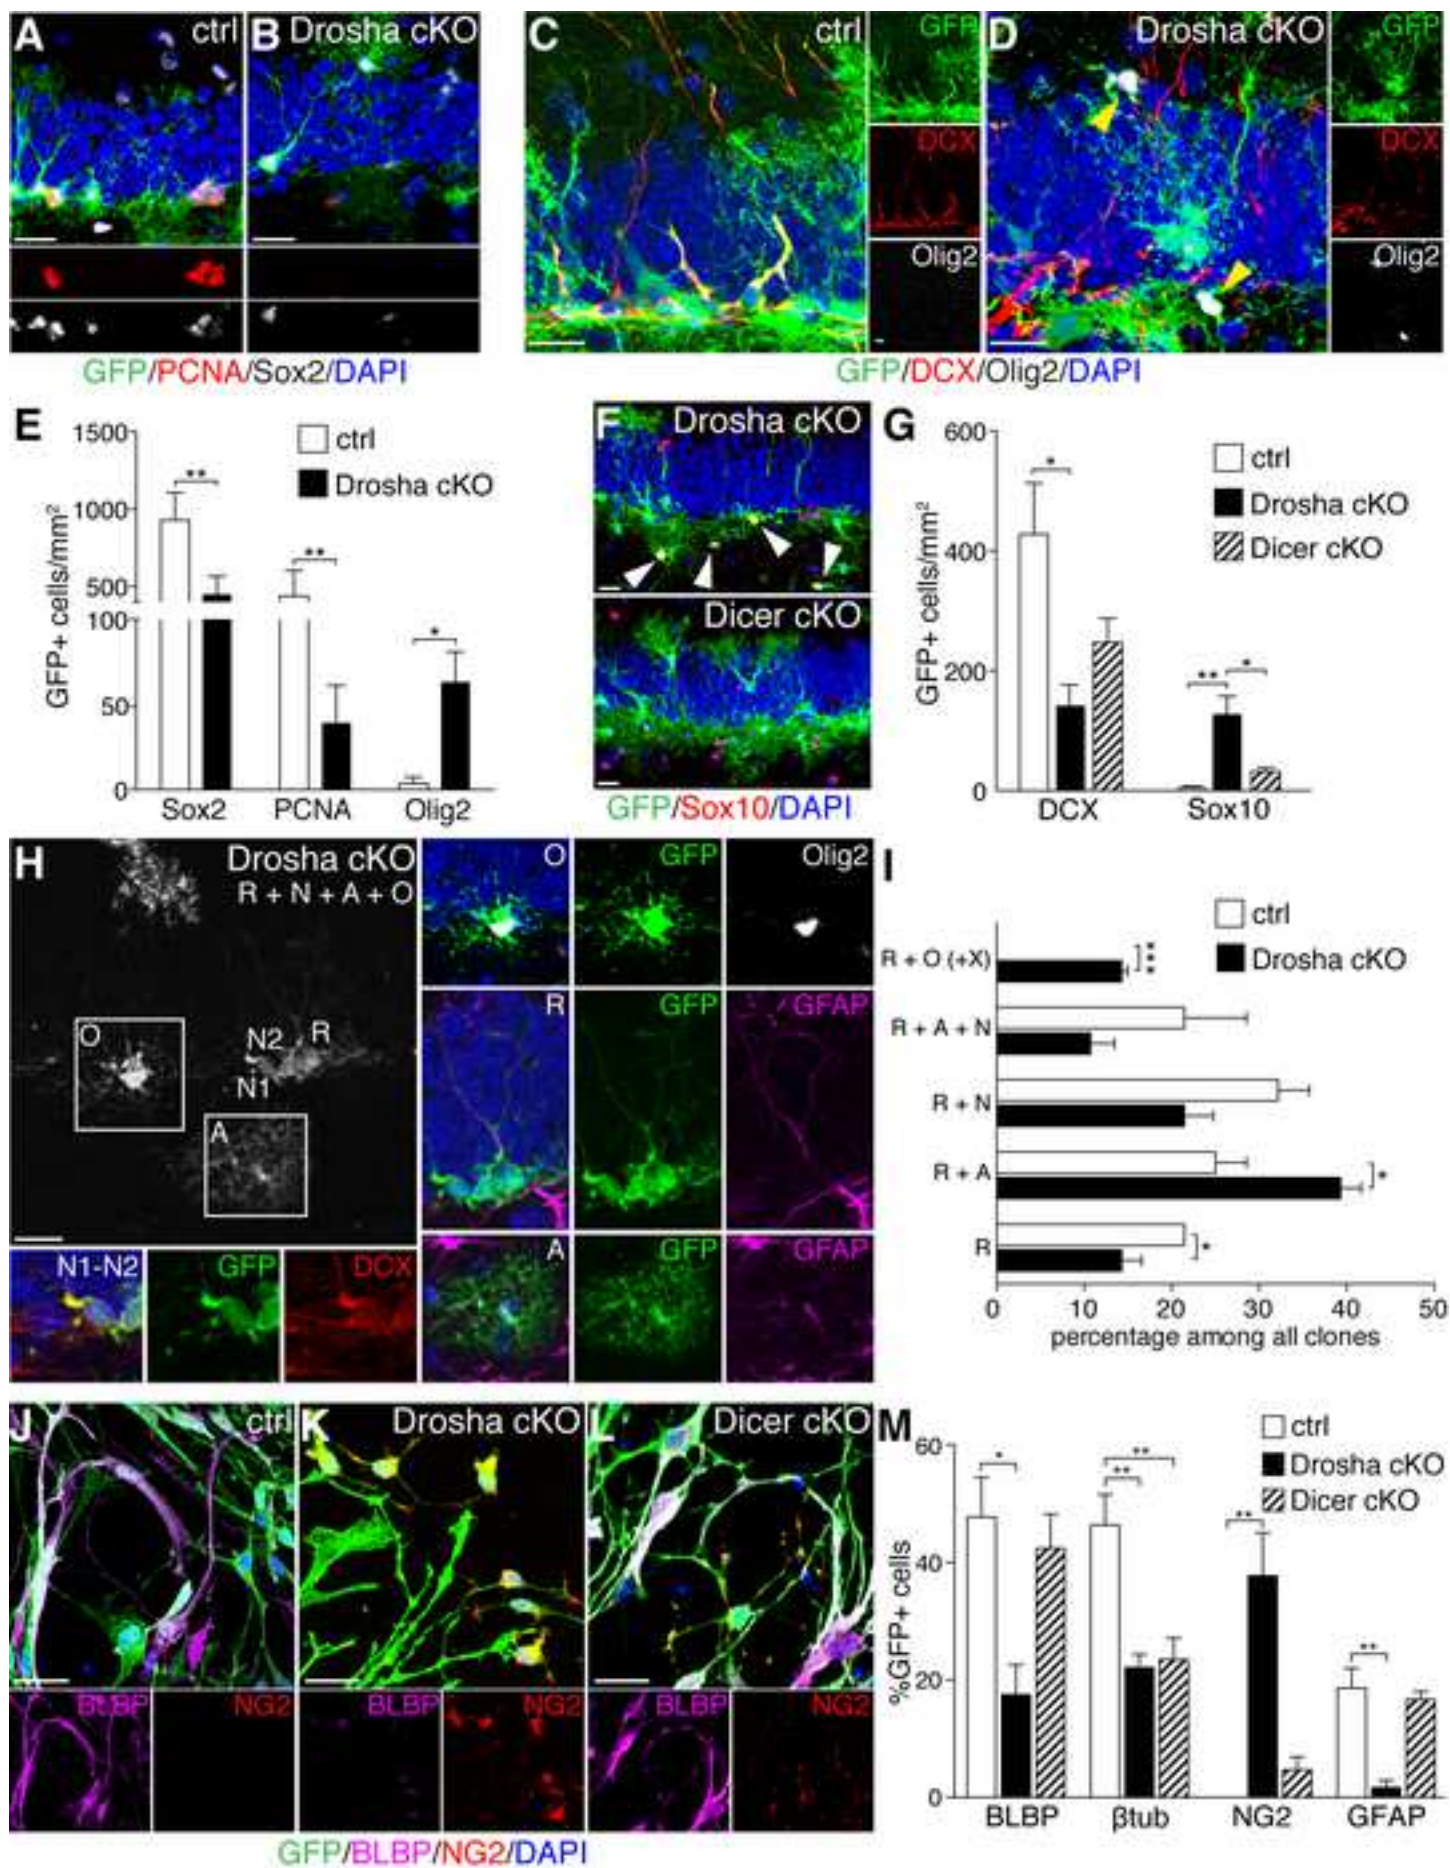 A ctrl
B Drosha cKO
C ctrl
GFP
DCX
Olig2
D Drosha cKO
GFP
DCX
Olig2
GFP/PCNA/Sox2/DAPI
GFP/DCX/Olig2/DAPI
E
ctrl
Drosha cKO
GFP+ cells/mm²
1500
1000
500
100
50
0
**
**
*
Sox2 PCNA Olig2
F Drosha cKO
Dicer cKO
GFP/Sox10/DAPI
G
ctrl
Drosha cKO
Dicer cKO
GFP+ cells/mm²
600
400
200
0
*
**
*
DCX Sox10
H Drosha cKO
R + N + A + O
O
N2 R
N1
A
N1-N2 GFP DCX
O GFP Olig2
R GFP GFAP
A GFP GFAP
I
ctrl
Drosha cKO
R + O (+X)
***
R + A + N
R + N
R + A
*
R
*
0 10 20 30 40 50
percentage among all clones
J ctrl
BLBP NG2
K Drosha cKO
BLBP NG2
L Dicer cKO
BLBP NG2
GFP/BLBP/NG2/DAPI
M
ctrl
Drosha cKO
Dicer cKO
%GFP+ cells
60
40
20
0
*
**
**
**
**
BLBP βtub NG2 GFAP